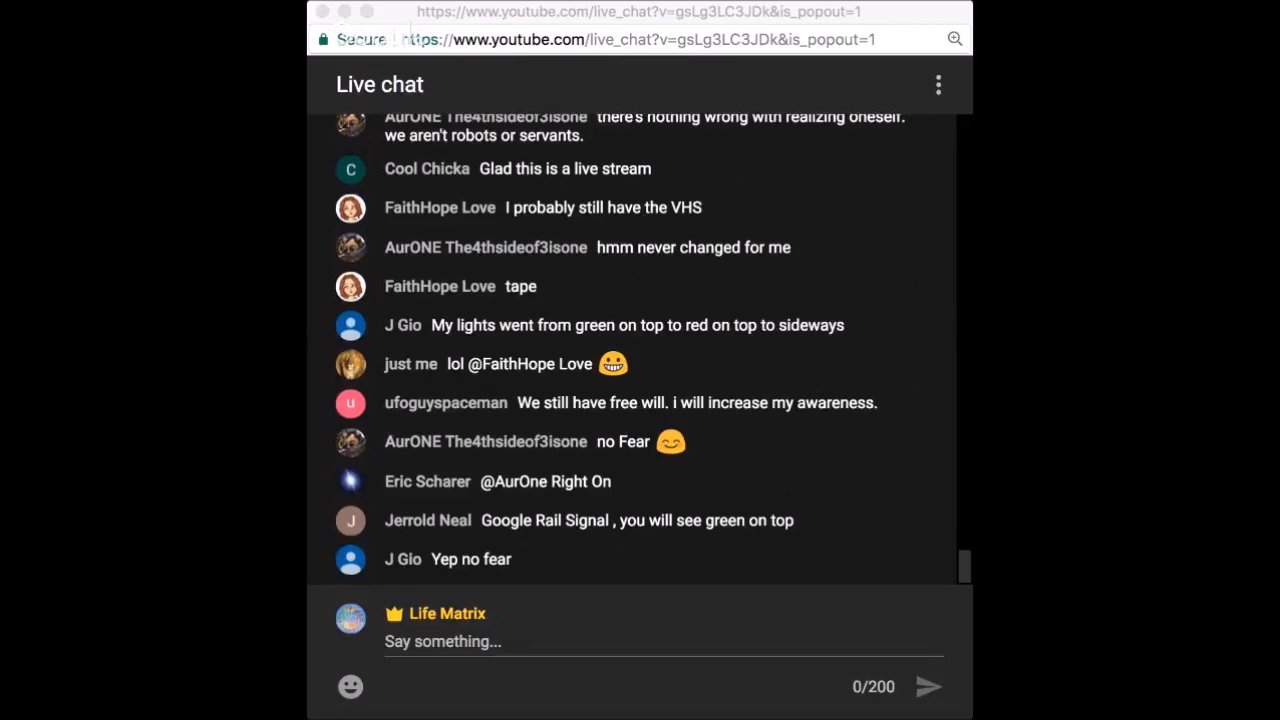 https://www.youtube.com/live_chat?v=gsLg3LC3JDk&is_popout=1
Secure https://www.youtube.com/live_chat?v=gsLg3LC3JDk&is_popout=1
Live chat
AurONE The4thsideof3isone there's nothing wrong with realizing oneself.
we aren't robots or servants.
C Cool Chicka Glad this is a live stream
FaithHope Love I probably still have the VHS
AurONE The4thsideof3isone hmm never changed for me
FaithHope Love tape
J Gio My lights went from green on top to red on top to sideways
just me lol @FaithHope Love
u ufoguyspaceman We still have free will. i will increase my awareness.
AurONE The4thsideof3isone no Fear
Eric Scharer @AurOne Right On
J Jerrold Neal Google Rail Signal , you will see green on top
J Gio Yep no fear
Life Matrix
Say something...
0/200